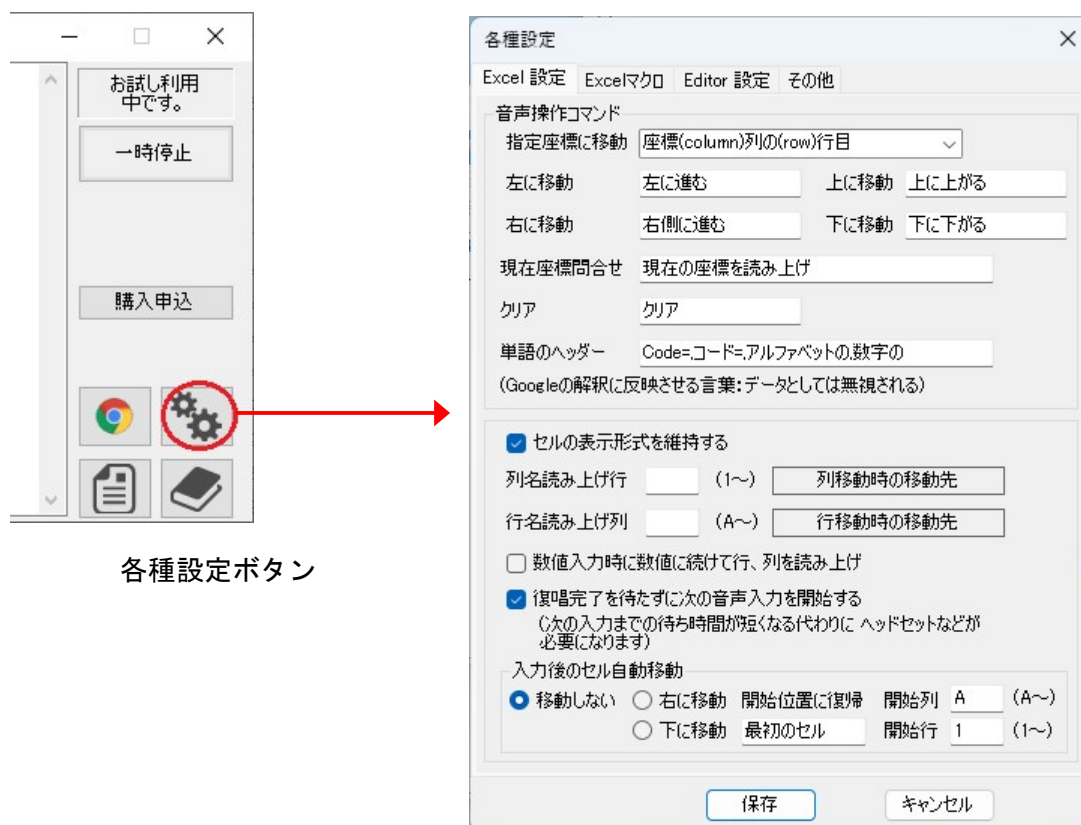 お試し利用
中です。
一時停止
購入申込
各種設定ボタン
各種設定
Excel 設定 Excelマクロ Editor 設定 その他
音声操作コマンド
指定座標に移動 座標(column)列の(row)行目
左に移動 左に進む 上に移動 上に上がる
右に移動 右側に進む 下に移動 下に下がる
現在座標問合せ 現在の座標を読み上げ
クリア クリア
単語のヘッダー Code=,コード=,アルファベットの,数字の
(Googleの解釈に反映させる言葉:データとしては無視される)
セルの表示形式を維持する
列名読み上げ行 (1～) 列移動時の移動先
行名読み上げ列 (A～) 行移動時の移動先
数値入力時に数値に続けて行、列を読み上げ
復唱完了を待たずに次の音声入力を開始する
(次の入力までの待ち時間が短くなる代わりに ヘッドセットなどが
必要になります)
入力後のセル自動移動
移動しない 右に移動 開始位置に復帰 開始列 A (A～)
下に移動 最初のセル 開始行 1 (1～)
保存 キャンセル